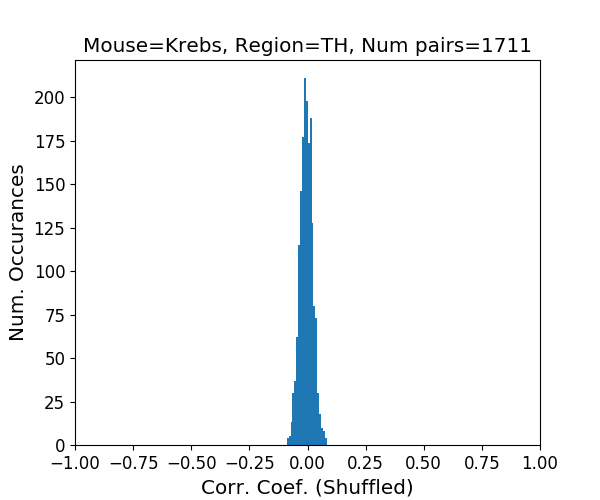 Mouse=Krebs, Region=TH, Num pairs=1711
Num. Occurances
200
175
150
125
100
75
50
25
0
−1.00 −0.75 −0.50 −0.25 0.00 0.25 0.50 0.75 1.00
Corr. Coef. (Shuffled)